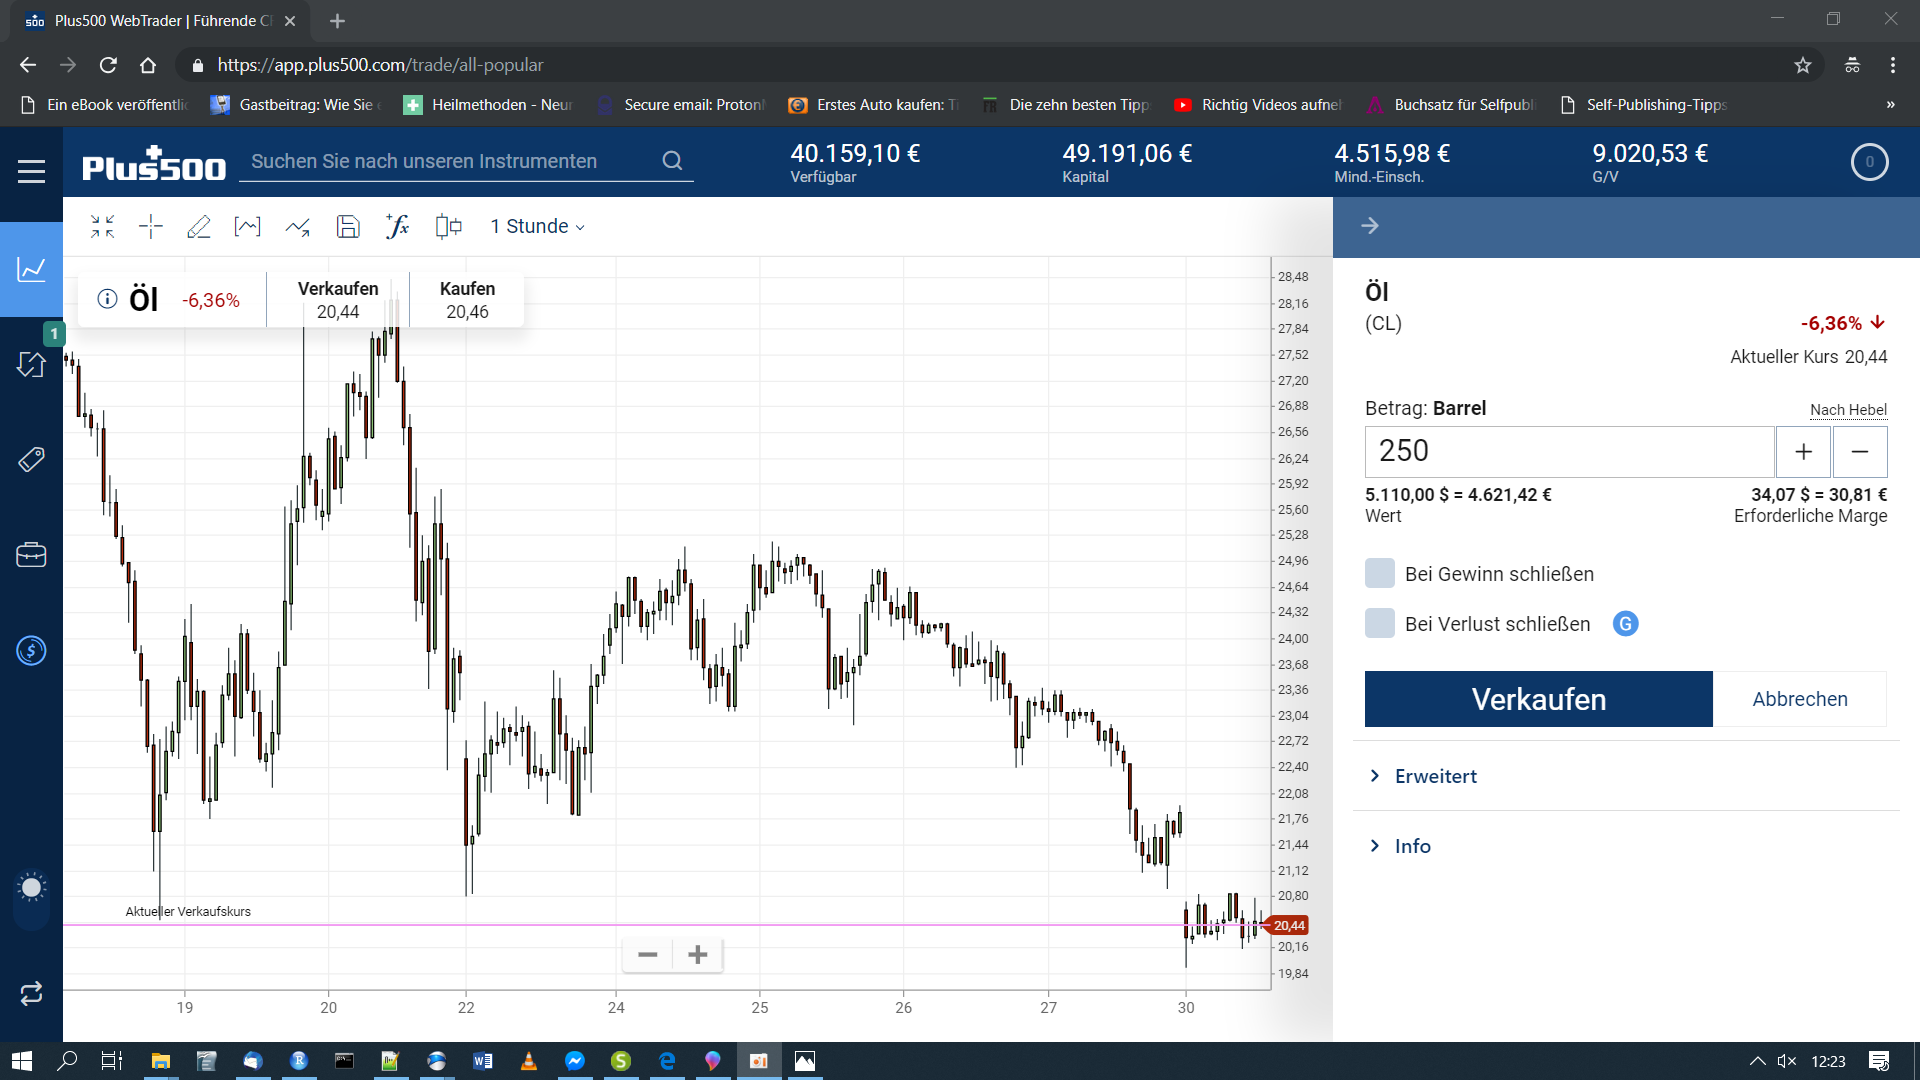 Plus500 WebTrader | Führende CF
https://app.plus500.com/trade/all-popular
Ein eBook veröffentlic
Gastbeitrag: Wie Sie e
Heilmethoden - Neur
Secure email: ProtonM
Erstes Auto kaufen: Ti
Die zehn besten Tipps
Richtig Videos aufneh
Buchsatz für Selfpubli
Self-Publishing-Tipps
»
Plus500
Suchen Sie nach unseren Instrumenten
40.159,10 €
Verfügbar
49.191,06 €
Kapital
4.515,98 €
Mind.-Einsch.
9.020,53 €
G/V
0
1 Stunde
Öl -6,36%
Verkaufen
20,44
Kaufen
20,46
1
28,48
28,16
27,84
27,52
27,20
26,88
26,56
26,24
25,92
25,60
25,28
24,96
24,64
24,32
24,00
23,68
23,36
23,04
22,72
22,40
22,08
21,76
21,44
21,12
20,80
20,44
20,16
19,84
Aktueller Verkaufskurs
19 20 22 24 25 26 27 30
Öl
(CL)
-6,36%
Aktueller Kurs 20,44
Betrag: Barrel
Nach Hebel
250
+ −
5.110,00 $ = 4.621,42 €
Wert
34,07 $ = 30,81 €
Erforderliche Marge
Bei Gewinn schließen
Bei Verlust schließen G
Verkaufen
Abbrechen
Erweitert
Info
12:23